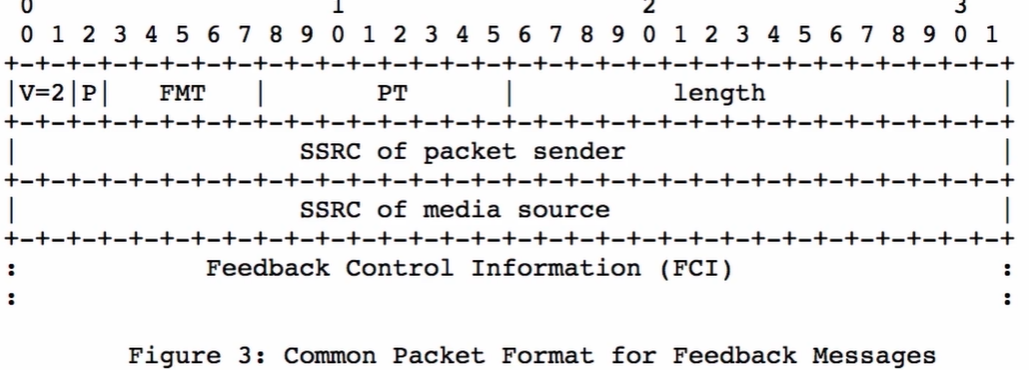 0                   1                   2                   3
 0 1 2 3 4 5 6 7 8 9 0 1 2 3 4 5 6 7 8 9 0 1 2 3 4 5 6 7 8 9 0 1
+-+-+-+-+-+-+-+-+-+-+-+-+-+-+-+-+-+-+-+-+-+-+-+-+-+-+-+-+-+-+-+-+
|V=2|P|   FMT   |       PT      |          length               |
+-+-+-+-+-+-+-+-+-+-+-+-+-+-+-+-+-+-+-+-+-+-+-+-+-+-+-+-+-+-+-+-+
|                  SSRC of packet sender                        |
+-+-+-+-+-+-+-+-+-+-+-+-+-+-+-+-+-+-+-+-+-+-+-+-+-+-+-+-+-+-+-+-+
|                  SSRC of media source                         |
+-+-+-+-+-+-+-+-+-+-+-+-+-+-+-+-+-+-+-+-+-+-+-+-+-+-+-+-+-+-+-+-+
:            Feedback Control Information (FCI)                 :
:                                                               :
Figure 3: Common Packet Format for Feedback Messages